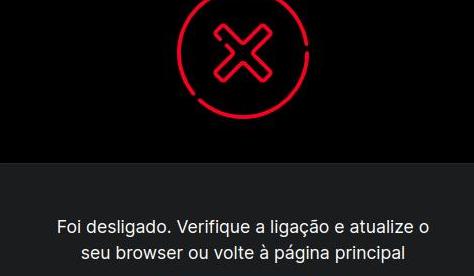 Foi desligado. Verifique a ligação e atualize o
seu browser ou volte à página principal